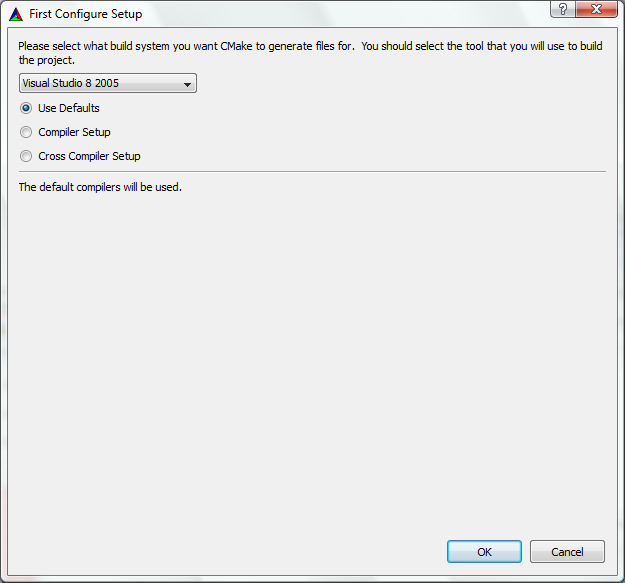 First Configure Setup
?
Please select what build system you want CMake to generate files for.  You should select the tool that you will use to build
the project.
Visual Studio 8 2005
Use Defaults
Compiler Setup
Cross Compiler Setup
The default compilers will be used.
OK
Cancel